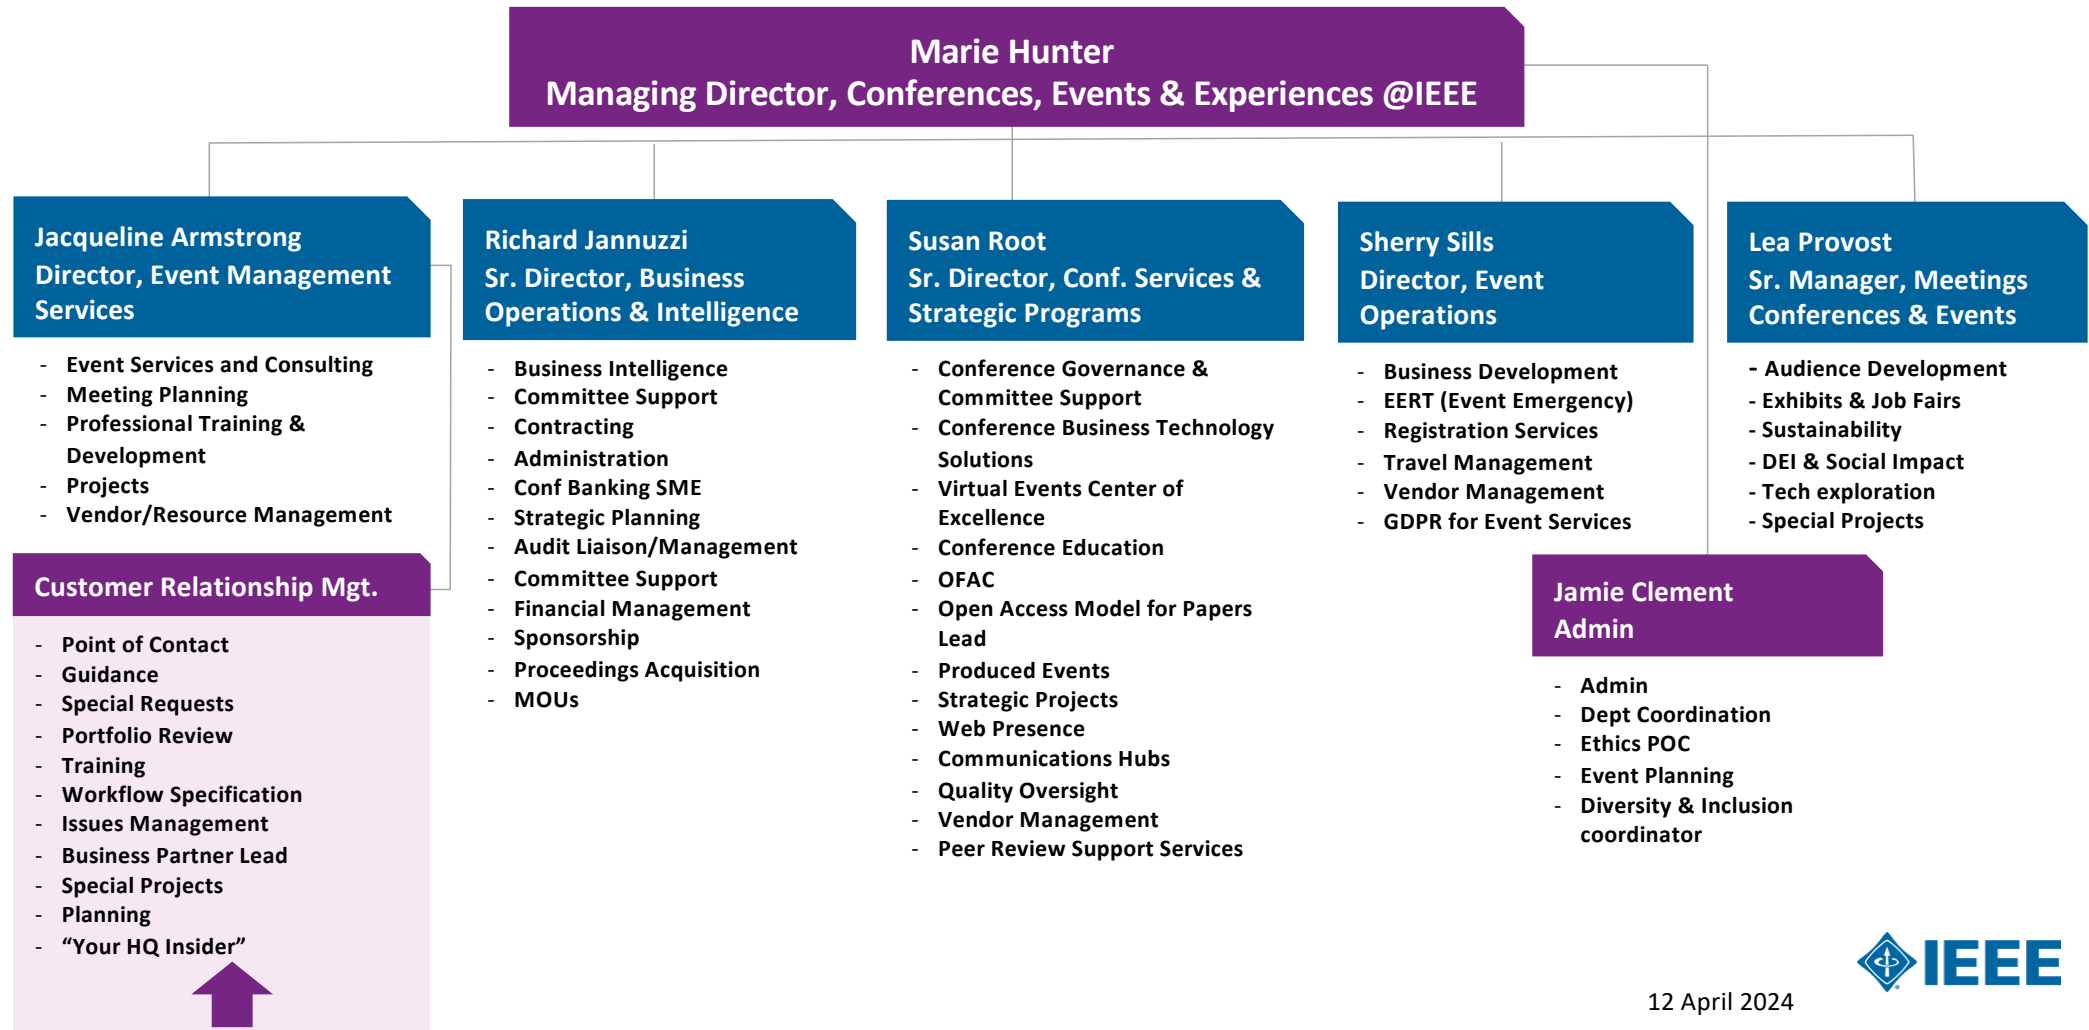 Marie Hunter
Managing Director, Conferences, Events & Experiences @IEEE
Jacqueline Armstrong
Director, Event Management
Services
- Event Services and Consulting
- Meeting Planning
- Professional Training &
Development
- Projects
- Vendor/Resource Management
Customer Relationship Mgt.
- Point of Contact
- Guidance
- Special Requests
- Portfolio Review
- Training
- Workflow Specification
- Issues Management
- Business Partner Lead
- Special Projects
- Planning
- “Your HQ Insider”
Richard Jannuzzi
Sr. Director, Business
Operations & Intelligence
- Business Intelligence
- Committee Support
- Contracting
- Administration
- Conf Banking SME
- Strategic Planning
- Audit Liaison/Management
- Committee Support
- Financial Management
- Sponsorship
- Proceedings Acquisition
- MOUs
Susan Root
Sr. Director, Conf. Services &
Strategic Programs
- Conference Governance &
Committee Support
- Conference Business Technology
Solutions
- Virtual Events Center of
Excellence
- Conference Education
- OFAC
- Open Access Model for Papers
Lead
- Produced Events
- Strategic Projects
- Web Presence
- Communications Hubs
- Quality Oversight
- Vendor Management
- Peer Review Support Services
Sherry Sills
Director, Event
Operations
- Business Development
- EERT (Event Emergency)
- Registration Services
- Travel Management
- Vendor Management
- GDPR for Event Services
Lea Provost
Sr. Manager, Meetings
Conferences & Events
- Audience Development
- Exhibits & Job Fairs
- Sustainability
- DEI & Social Impact
- Tech exploration
- Special Projects
Jamie Clement
Admin
- Admin
- Dept Coordination
- Ethics POC
- Event Planning
- Diversity & Inclusion
coordinator
IEEE
12 April 2024